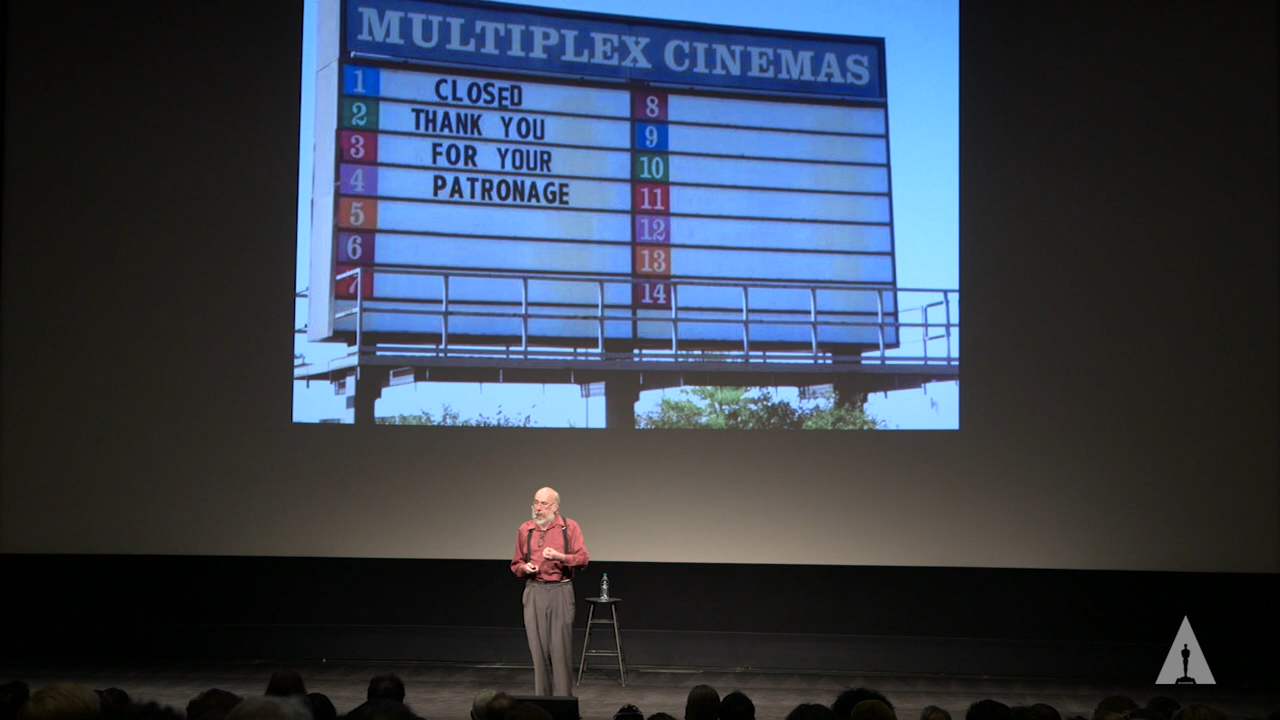 MULTIPLEX CINEMAS
1 CLOSED
2 THANK YOU
3 FOR YOUR
4 PATRONAGE
5
6
7
8
9
10
11
12
13
14